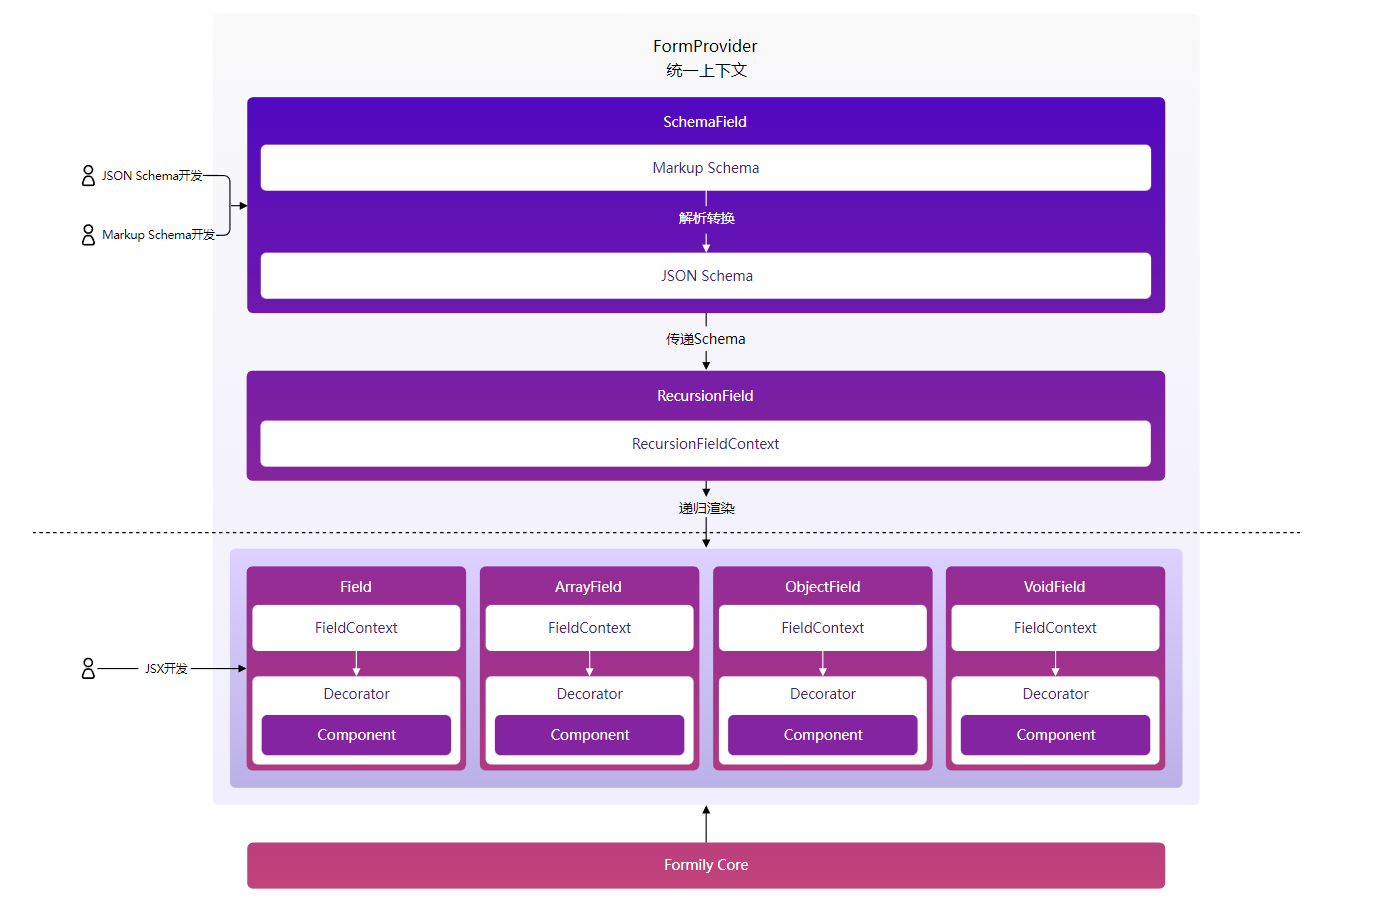 FormProvider
统一上下文
SchemaField
Markup Schema
JSON Schema开发
解析转换
Markup Schema开发
JSON Schema
传递Schema
RecursionField
RecursionFieldContext
递归渲染
Field
ArrayField
ObjectField
VoidField
FieldContext
FieldContext
FieldContext
FieldContext
JSX开发
Decorator
Decorator
Decorator
Decorator
Component
Component
Component
Component
Formily Core